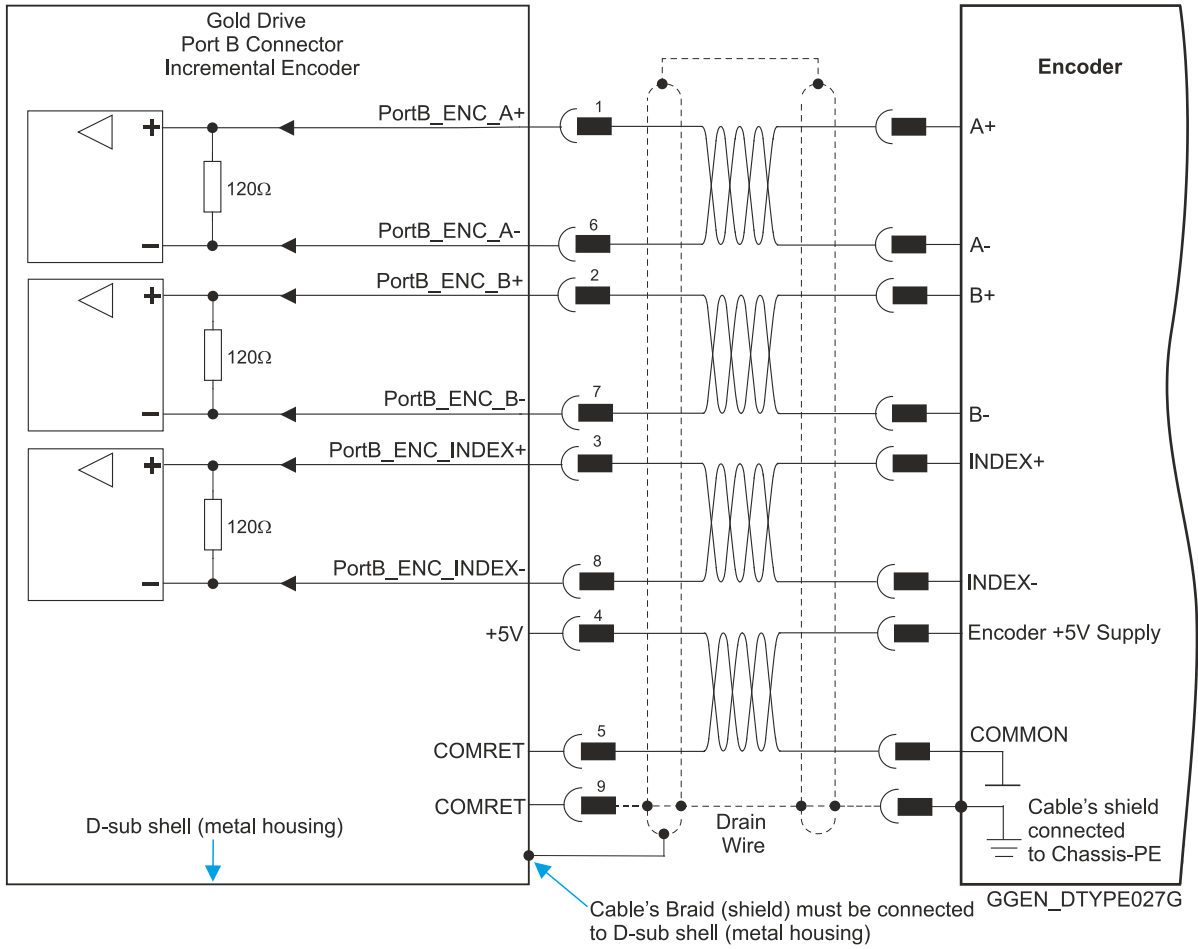 Gold Drive
Port B Connector
Incremental Encoder
Encoder
PortB_ENC_A+
1
A+
+
120Ω
PortB_ENC_A-
6
A-
−
PortB_ENC_B+
2
B+
+
120Ω
PortB_ENC_B-
7
B-
−
PortB_ENC_INDEX+
3
INDEX+
+
120Ω
PortB_ENC_INDEX-
8
INDEX-
−
+5V
4
Encoder +5V Supply
COMRET
5
COMMON
COMRET
9
Drain
Wire
Cable's shield
connected
to Chassis-PE
D-sub shell (metal housing)
GGEN_DTYPE027G
Cable's Braid (shield) must be connected
to D-sub shell (metal housing)